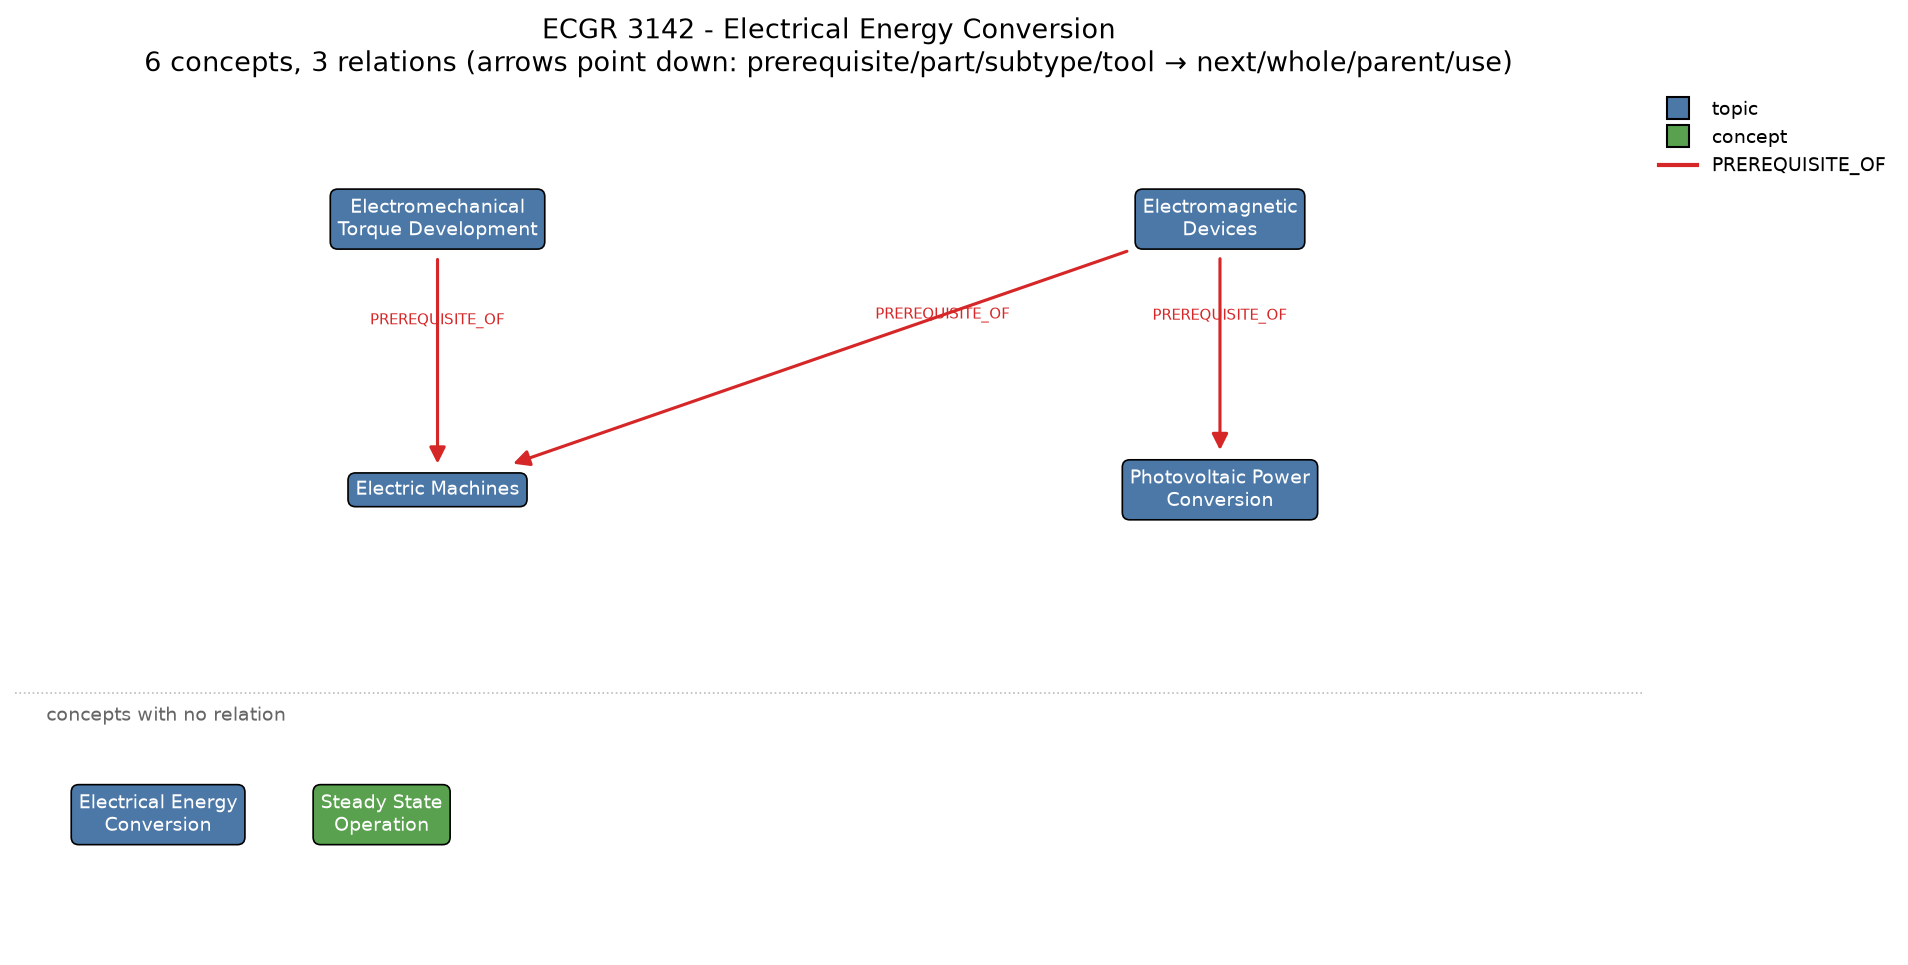 ECGR 3142 - Electrical Energy Conversion
6 concepts, 3 relations (arrows point down: prerequisite/part/subtype/tool → next/whole/parent/use)
topic
concept
PREREQUISITE_OF
Electromechanical
Torque Development
Electromagnetic
Devices
PREREQUISITE_OF
PREREQUISITE_OF
PREREQUISITE_OF
Electric Machines
Photovoltaic Power
Conversion
concepts with no relation
Electrical Energy
Conversion
Steady State
Operation